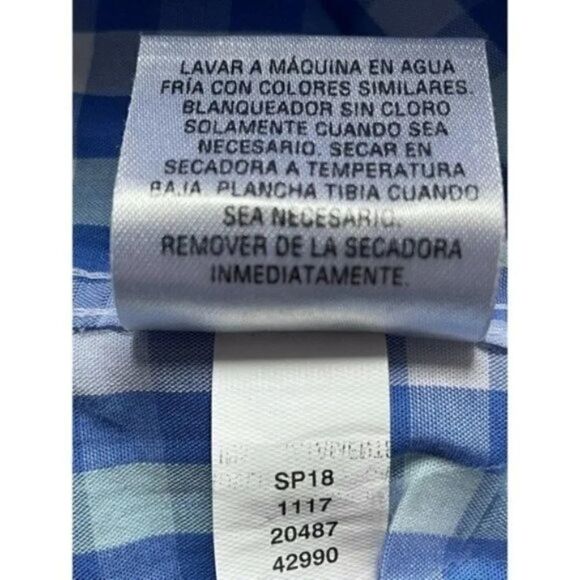 LAVAR A MÁQUINA EN AGUA
FRÍA CON COLORES SIMILARES.
BLANQUEADOR SIN CLORO
SOLAMENTE CUANDO SEA
NECESARIO. SECAR EN
SECADORA A TEMPERATURA
BAJA. PLANCHA TIBIA CUANDO
SEA NECESARIO.
REMOVER DE LA SECADORA
INMEDIATAMENTE.
SP18
1117
20487
42990